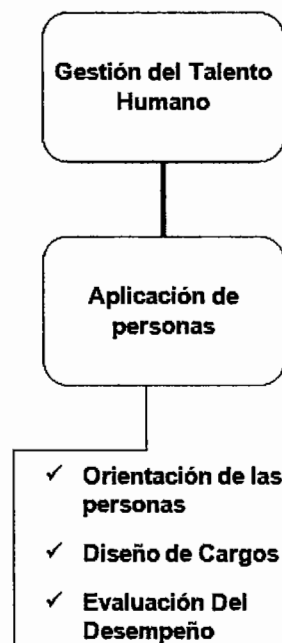 Gestión del Talento
Humano
Aplicación de
personas
✓ Orientación de las
personas
✓ Diseño de Cargos
✓ Evaluación Del
Desempeño